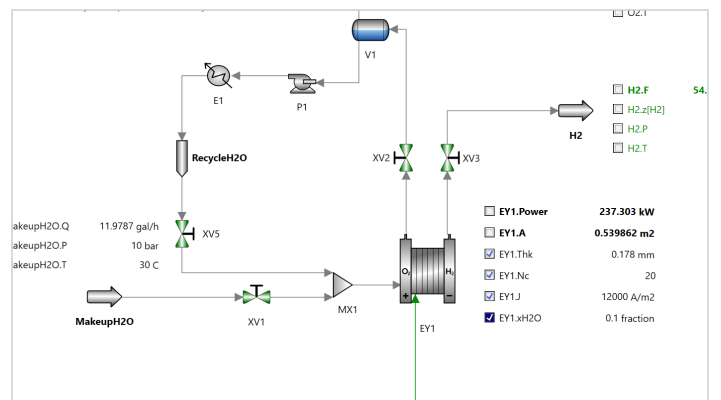 O2.T
V1
E1
P1
H2.F 54.
H2.z[H2]
H2.P
H2.T
H2
RecycleH2O
XV2
XV3
akeupH2O.Q 11.9787 gal/h
XV5
akeupH2O.P 10 bar
akeupH2O.T 30 C
EY1.Power 237.303 kW
EY1.A 0.539862 m2
EY1.Thk 0.178 mm
EY1.Nc 20
EY1.J 12000 A/m2
EY1.xH2O 0.1 fraction
O₂ H₂
+ −
MakeupH2O
XV1
MX1
EY1